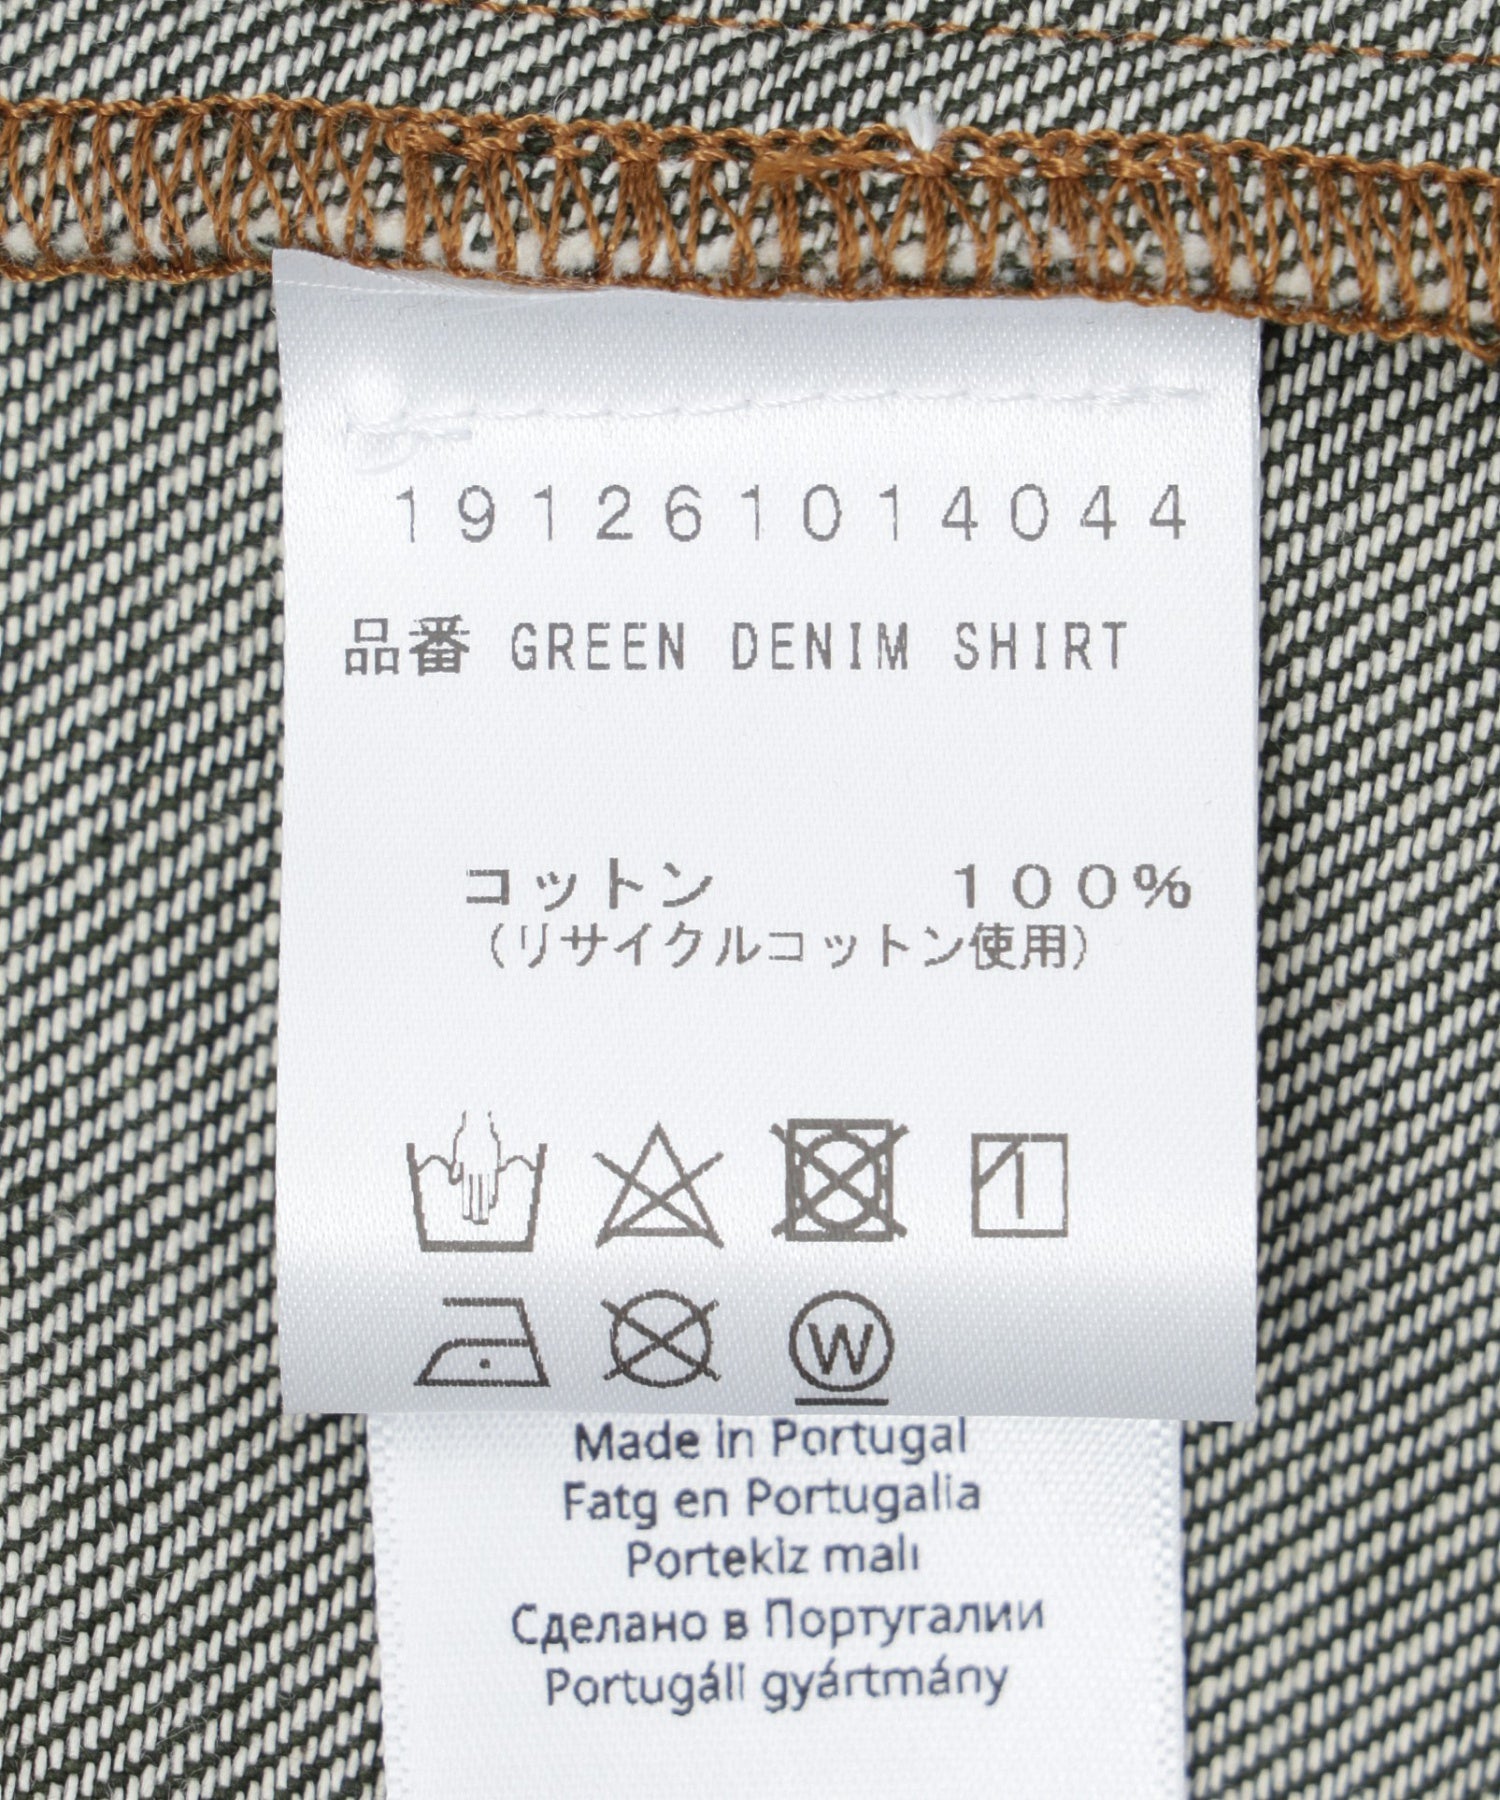 191261014044
品番 GREEN DENIM SHIRT
コットン 100%
(リサイクルコットン使用)
W
Made in Portugal
Fatg en Portugalia
Portekiz malı
Сделано в Португалии
Portugáli gyártmány